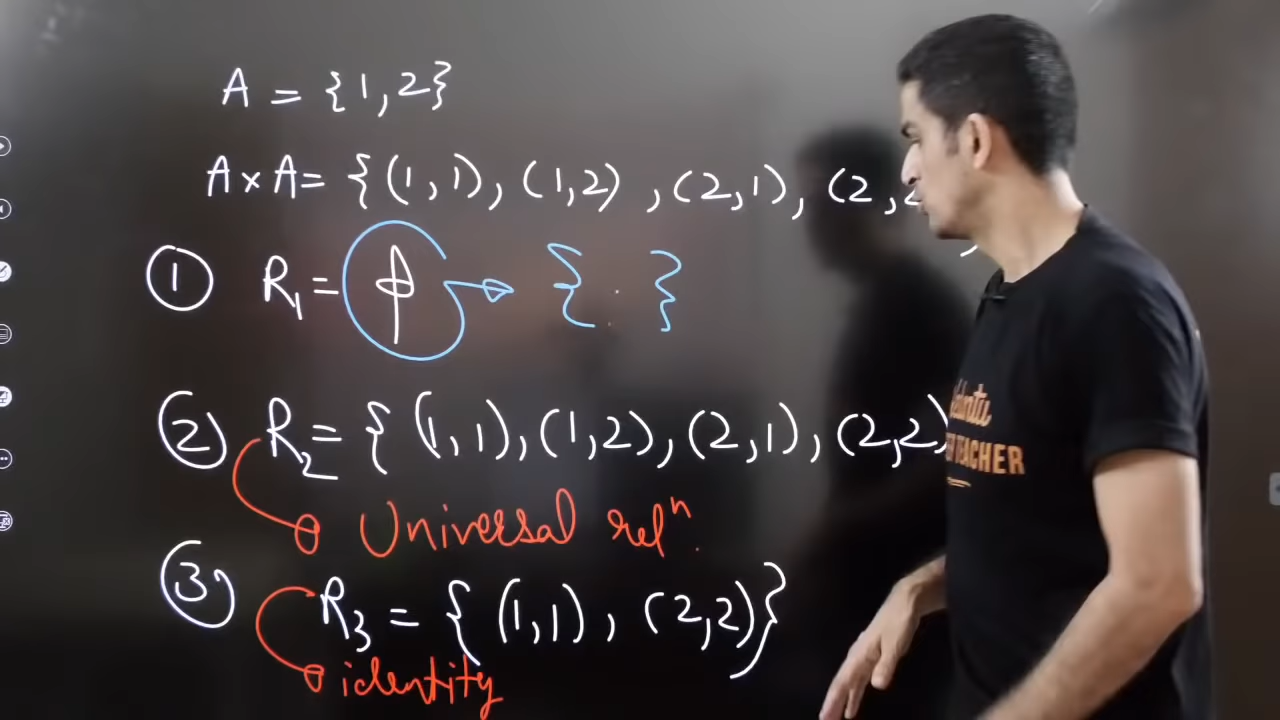 A = {1,2}
A×A= {(1,1), (1,2) , (2,1), (2,
① R₁= ϕ → { }
② R₂= { (1,1),(1,2),(2,1),(2,2)
Universal relⁿ.
③ R₃ = { (1,1) , (2,2)}
identity
TEACHER